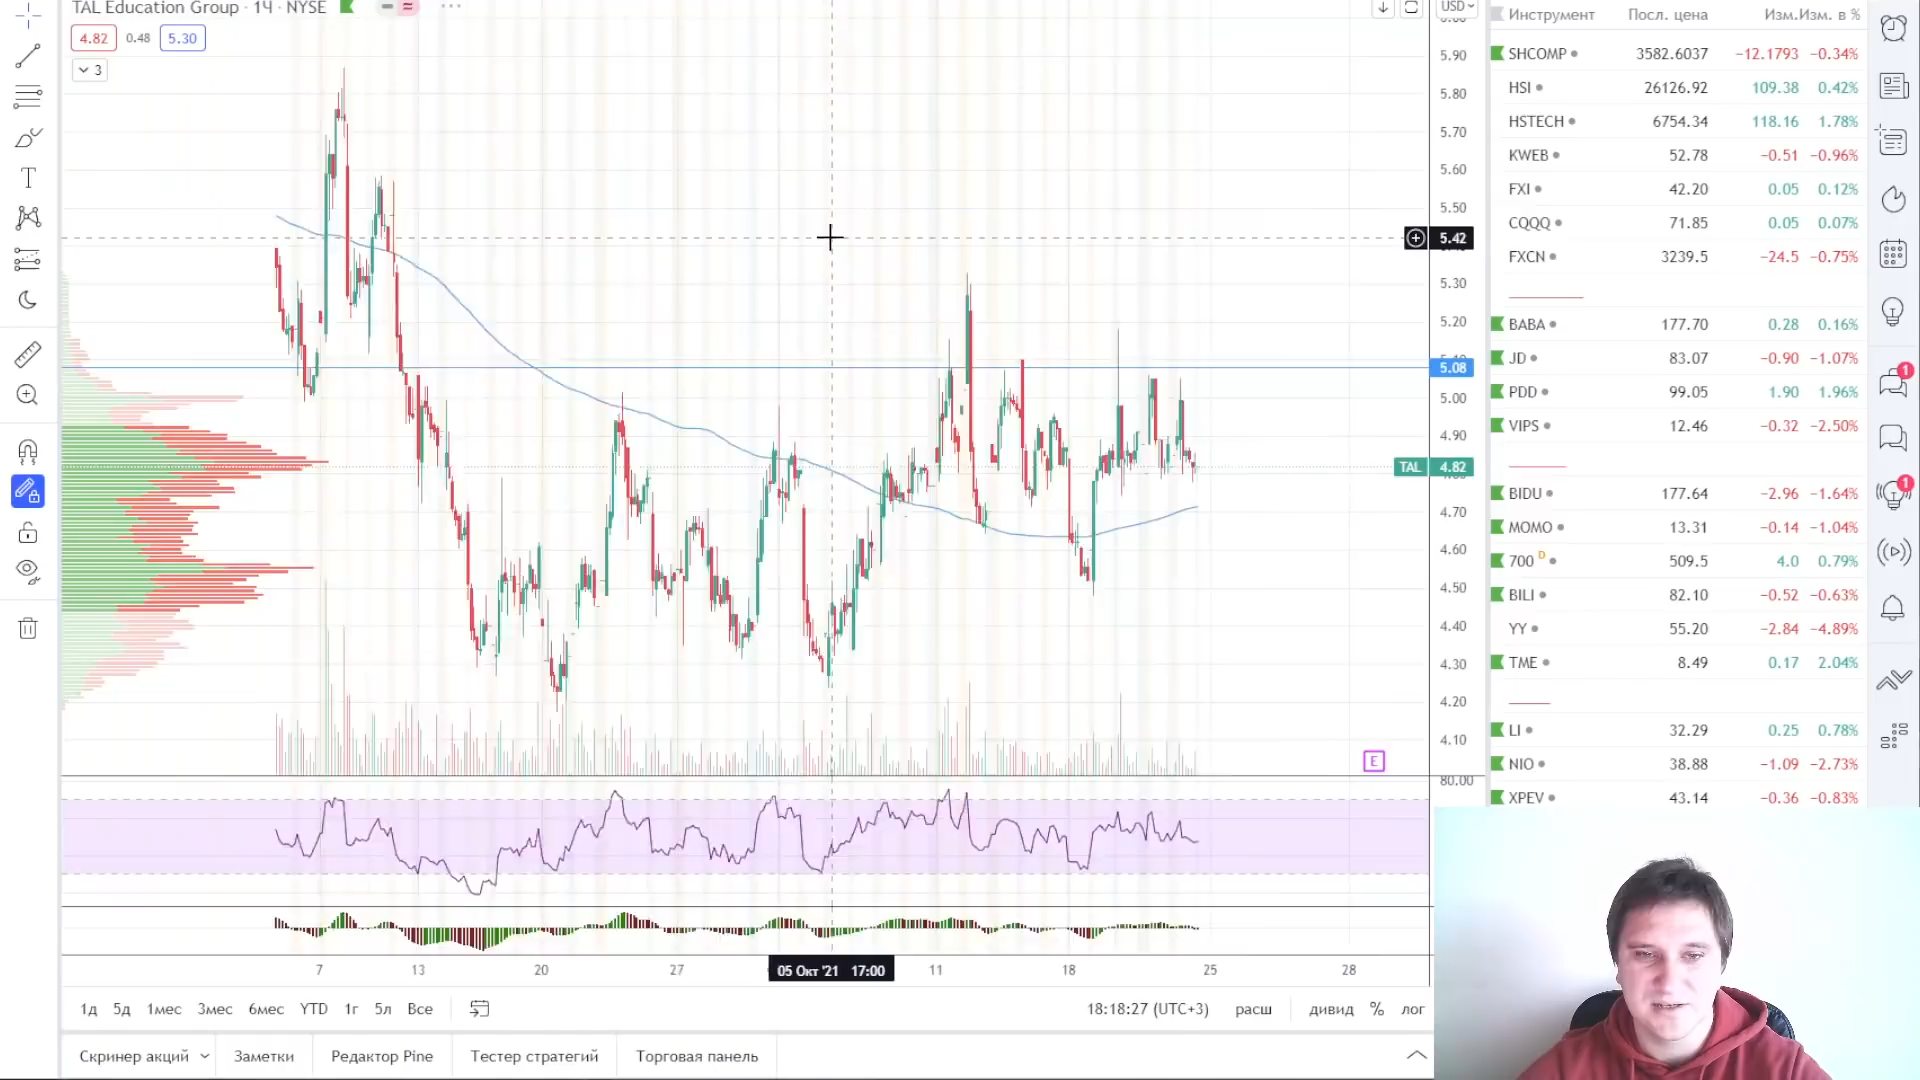 TAL Education Group · 1Ч · NYSE
4.82 0.48 5.30
3
USD
5.90
5.80
5.70
5.60
5.50
5.42
5.30
5.20
5.08
5.00
4.90
TAL 4.82
4.70
4.60
4.50
4.40
4.30
4.20
4.10
E
80.00
7 13 20 27 05 Окт '21 17:00 11 18 25 28
1д 5д 1мес 3мес 6мес YTD 1г 5л Все 18:18:27 (UTC+3) расш дивид % лог
Скринер акций Заметки Редактор Pine Тестер стратегий Торговая панель
Инструмент Посл. цена Изм. Изм. в %
SHCOMP 3582.6037 −12.1793 −0.34%
HSI 26126.92 109.38 0.42%
HSTECH 6754.34 118.16 1.78%
KWEB 52.78 −0.51 −0.96%
FXI 42.20 0.05 0.12%
CQQQ 71.85 0.05 0.07%
FXCN 3239.5 −24.5 −0.75%
BABA 177.70 0.28 0.16%
JD 83.07 −0.90 −1.07%
PDD 99.05 1.90 1.96%
VIPS 12.46 −0.32 −2.50%
BIDU 177.64 −2.96 −1.64%
MOMO 13.31 −0.14 −1.04%
700 D 509.5 4.0 0.79%
BILI 82.10 −0.52 −0.63%
YY 55.20 −2.84 −4.89%
TME 8.49 0.17 2.04%
LI 32.29 0.25 0.78%
NIO 38.88 −1.09 −2.73%
XPEV 43.14 −0.36 −0.83%
1
1